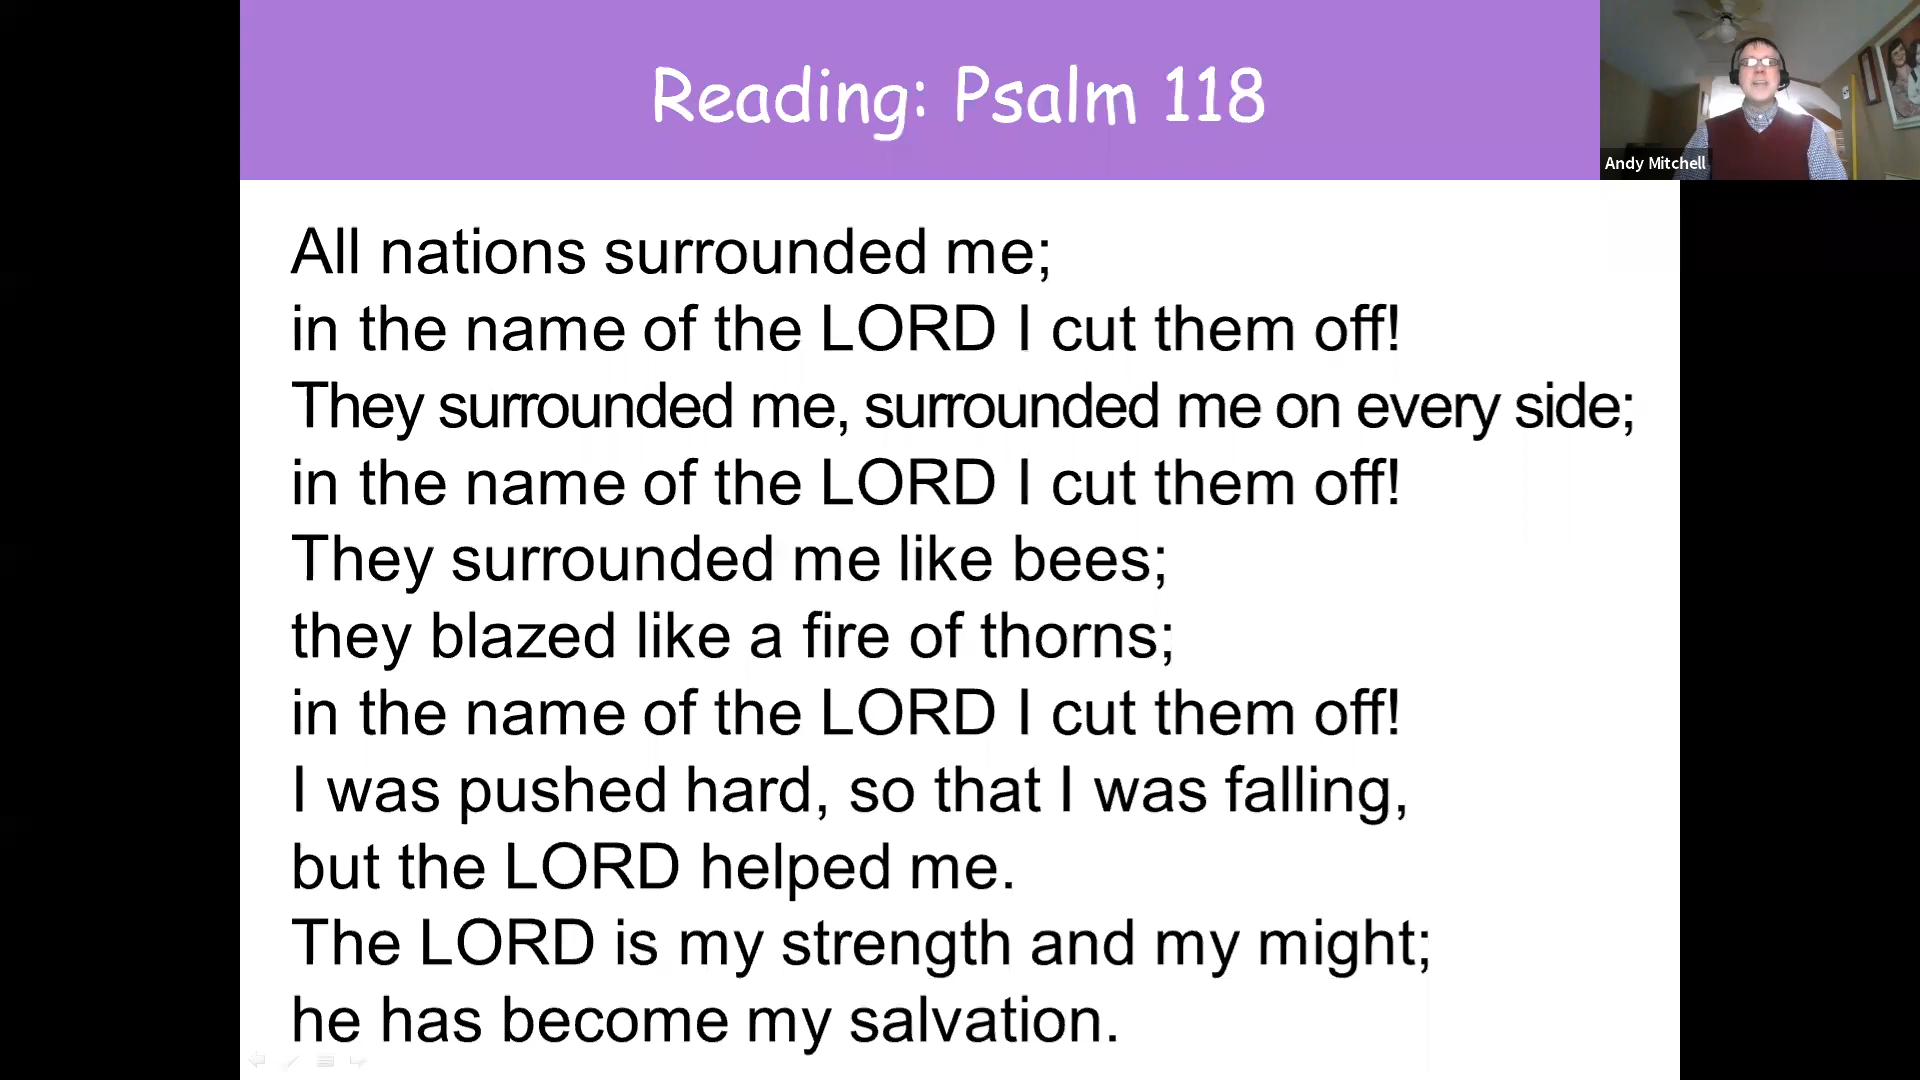 Reading: Psalm 118
Andy Mitchell
All nations surrounded me;
in the name of the LORD I cut them off!
They surrounded me, surrounded me on every side;
in the name of the LORD I cut them off!
They surrounded me like bees;
they blazed like a fire of thorns;
in the name of the LORD I cut them off!
I was pushed hard, so that I was falling,
but the LORD helped me.
The LORD is my strength and my might;
he has become my salvation.